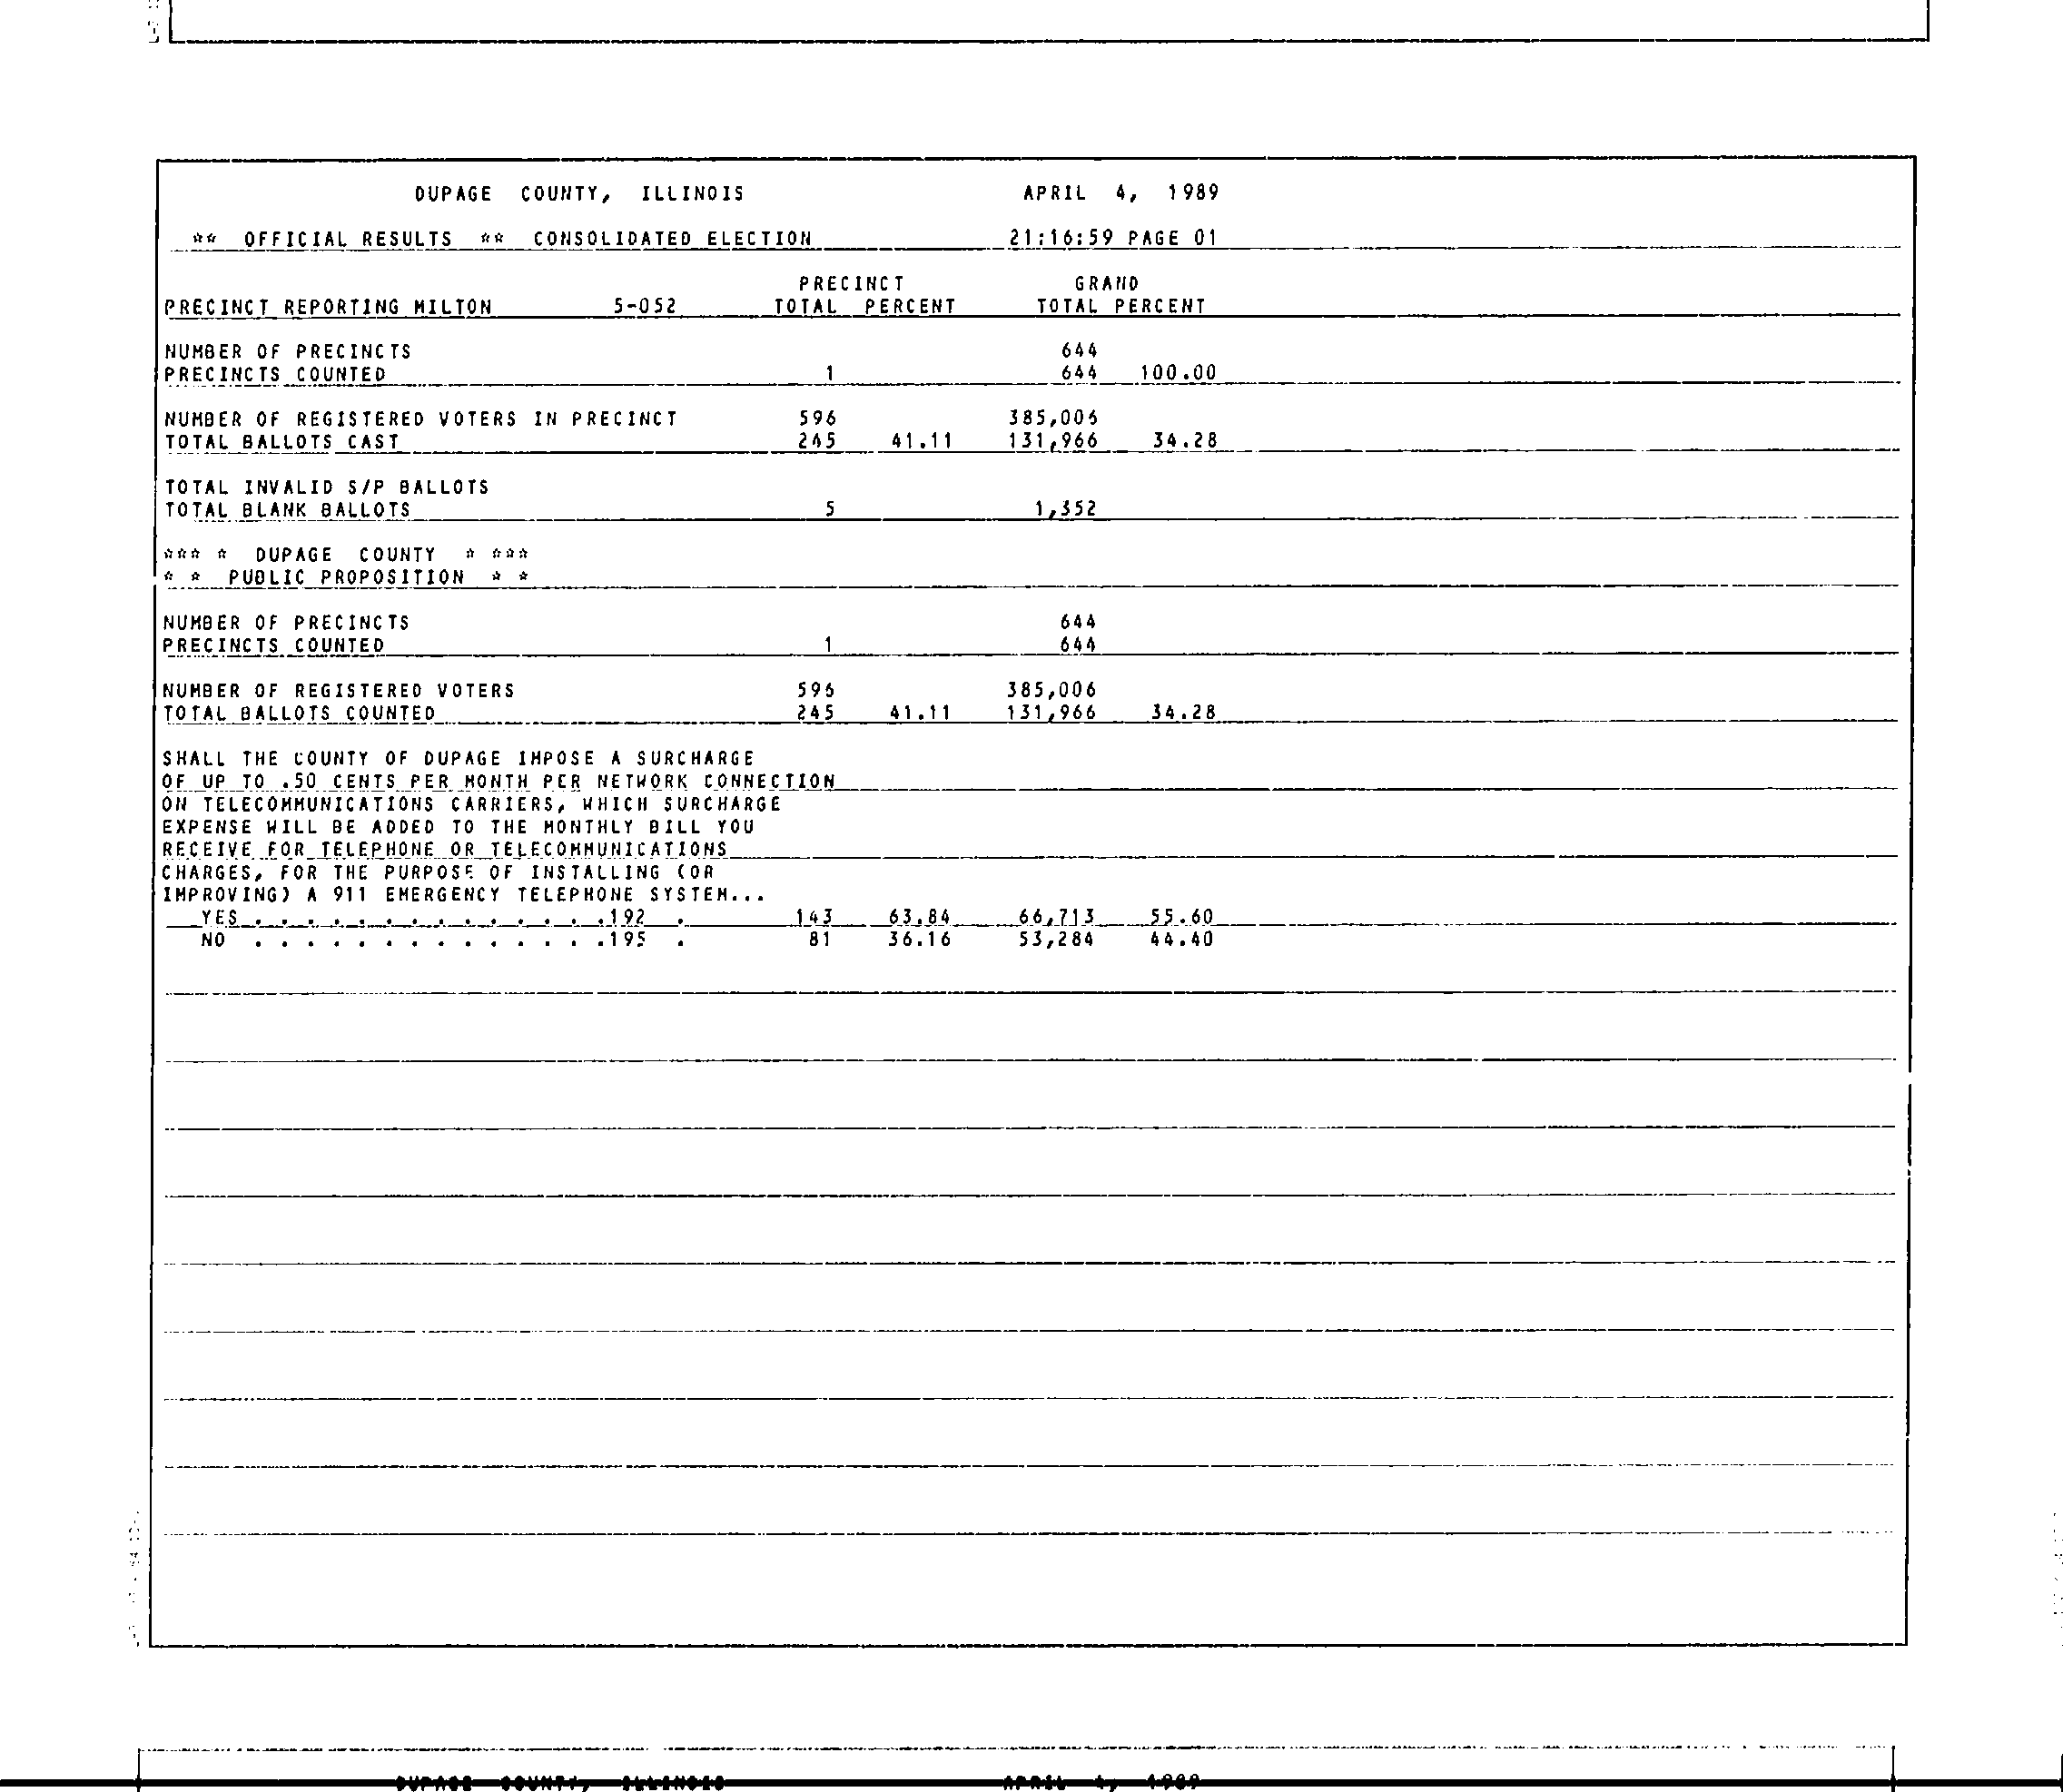 DUPAGE COUNTY, ILLINOIS APRIL 4, 1989
** OFFICIAL RESULTS ** CONSOLIDATED ELECTION 21:16:59 PAGE 01
PRECINCT GRAND
PRECINCT REPORTING MILTON 5-052 TOTAL PERCENT TOTAL PERCENT
NUMBER OF PRECINCTS 644
PRECINCTS COUNTED 1 644 100.00
NUMBER OF REGISTERED VOTERS IN PRECINCT 596 385,006
TOTAL BALLOTS CAST 245 41.11 131,966 34.28
TOTAL INVALID S/P BALLOTS
TOTAL BLANK BALLOTS 5 1,352
*** * DUPAGE COUNTY * ***
* * PUBLIC PROPOSITION * *
NUMBER OF PRECINCTS 644
PRECINCTS COUNTED 1 644
NUMBER OF REGISTERED VOTERS 596 385,006
TOTAL BALLOTS COUNTED 245 41.11 131,966 34.28
SHALL THE COUNTY OF DUPAGE IMPOSE A SURCHARGE
OF UP TO .50 CENTS PER MONTH PER NETWORK CONNECTION
ON TELECOMMUNICATIONS CARRIERS, WHICH SURCHARGE
EXPENSE WILL BE ADDED TO THE MONTHLY BILL YOU
RECEIVE FOR TELEPHONE OR TELECOMMUNICATIONS
CHARGES, FOR THE PURPOSE OF INSTALLING (OR
IMPROVING) A 911 EMERGENCY TELEPHONE SYSTEM...
YES . . . . . . . . . . . . . .192 . 143 63.84 66,713 55.60
NO . . . . . . . . . . . . . .195 . 81 36.16 53,284 44.40
DUPAGE COUNTY, ILLINOIS APRIL 4, 1989